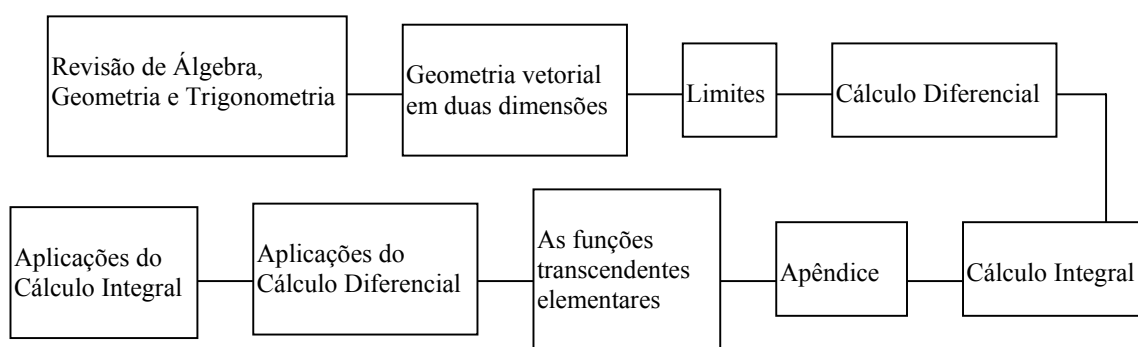 Revisão de Álgebra,
Geometria e Trigonometria
Geometria vetorial
em duas dimensões
Limites
Cálculo Diferencial
Aplicações do
Cálculo Integral
Aplicações do
Cálculo Diferencial
As funções
transcendentes
elementares
Apêndice
Cálculo Integral